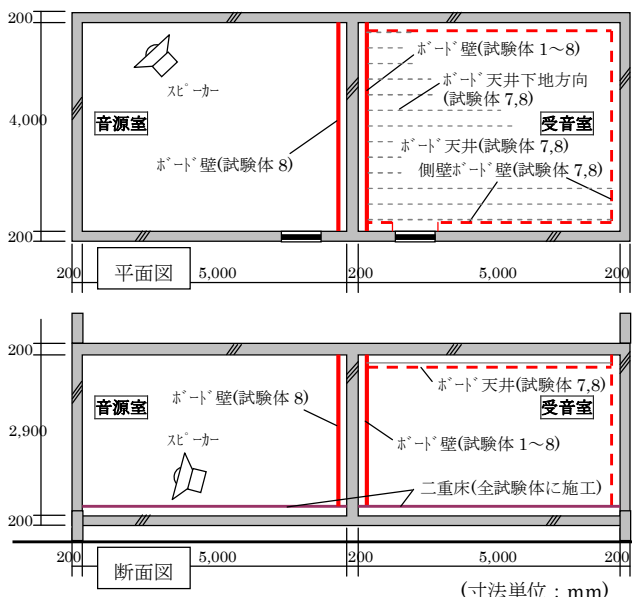 200
4,000
200
ボード壁(試験体 1～8)
ボード天井下地方向
(試験体 7,8)
スピーカー
音源室
受音室
ボード天井(試験体 7,8)
ボード壁(試験体 8)
側壁ボード壁(試験体 7,8)
200
5,000
200
5,000
200
平面図
200
2,900
200
ボード天井(試験体 7,8)
音源室
ボード壁(試験体 8)
受音室
スピーカー
ボード壁(試験体 1～8)
二重床(全試験体に施工)
200
5,000
200
5,000
200
断面図
(寸法単位：mm)